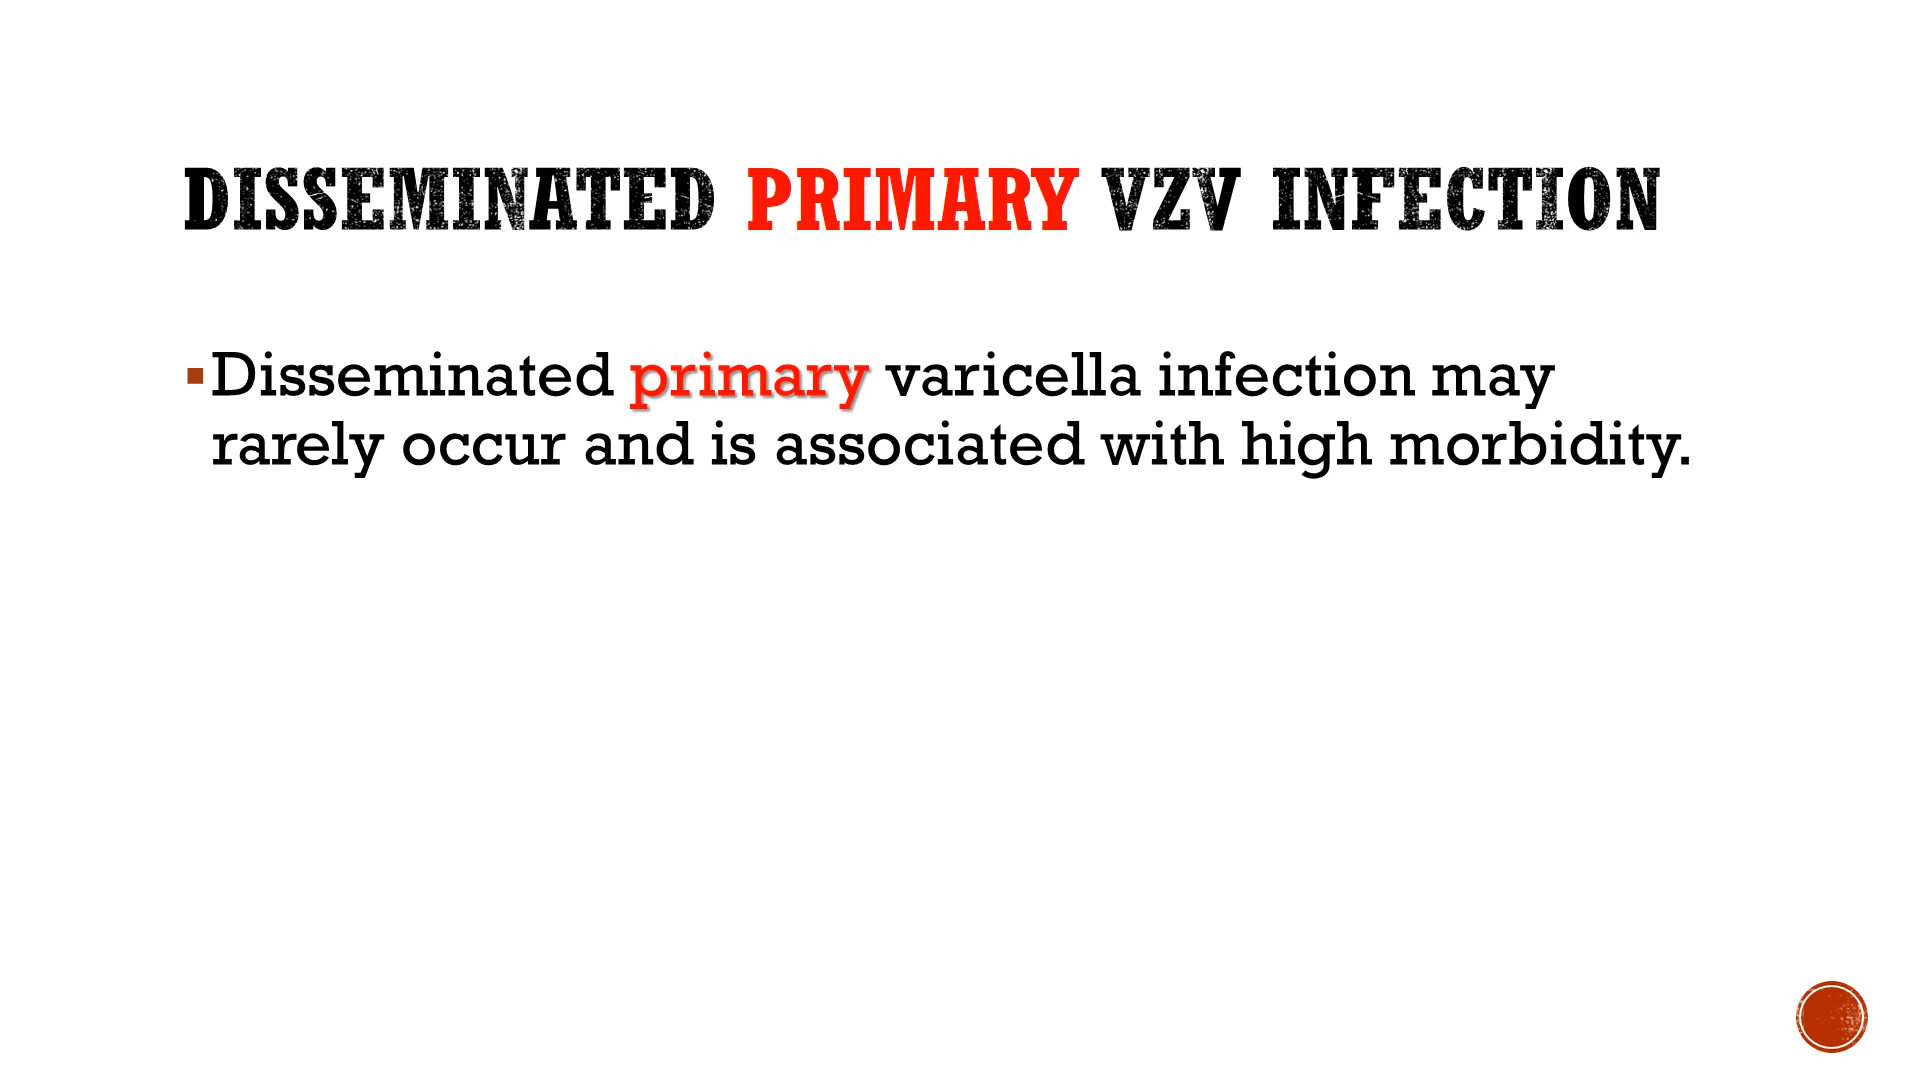 DISSEMINATED PRIMARY VZV INFECTION
▪Disseminated primary varicella infection may
rarely occur and is associated with high morbidity.